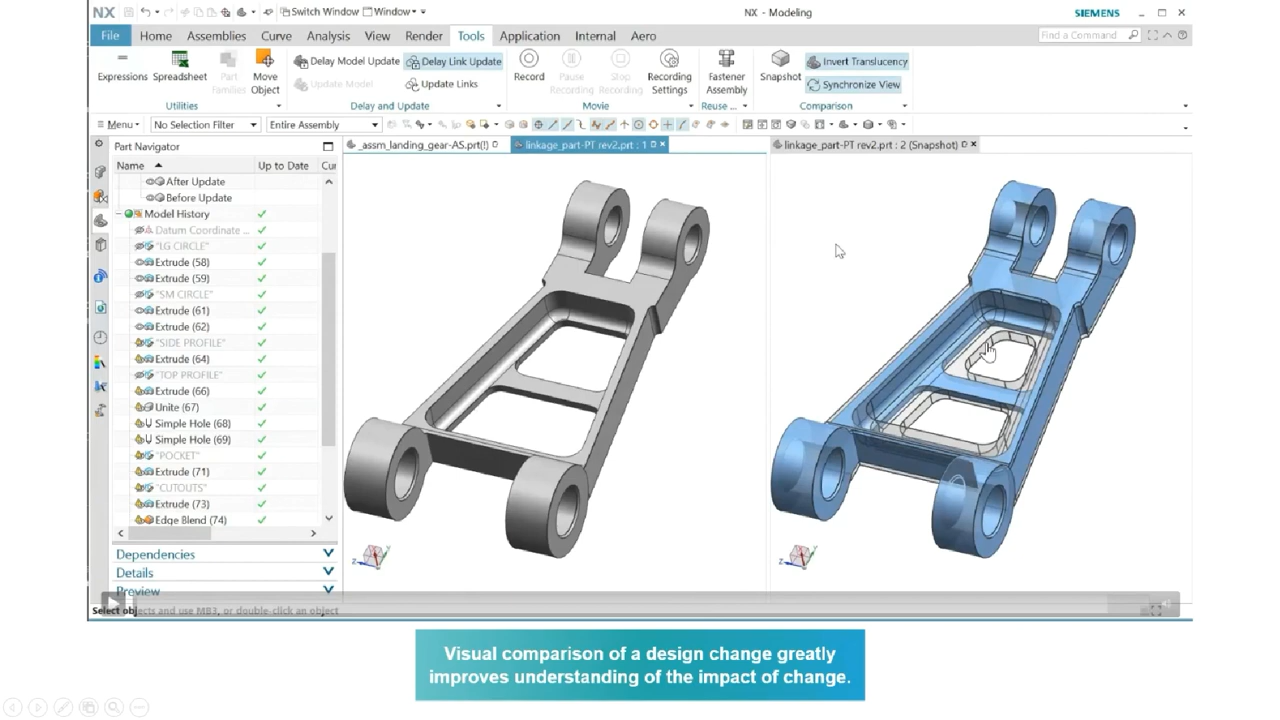 NX
Switch Window
Window
NX - Modeling
SIEMENS
File
Home
Assemblies
Curve
Analysis
View
Render
Tools
Application
Internal
Aero
Find a Command
Expressions
Spreadsheet
Part
Families
Move
Object
Delay Model Update
Delay Link Update
Update Model
Update Links
Record
Pause
Recording
Stop
Recording
Recording
Settings
Fastener
Assembly
Snapshot
Invert Translucency
Synchronize View
Utilities
Delay and Update
Movie
Reuse ...
Comparison
Menu
No Selection Filter
Entire Assembly
Part Navigator
_assm_landing_gear-AS.prt(!)
linkage_part-PT rev2.prt : 1
linkage_part-PT rev2.prt : 2 (Snapshot)
Name
Up to Date
Cur
After Update
Before Update
Model History
Datum Coordinate ...
"LG CIRCLE"
Extrude (58)
Extrude (59)
"SM CIRCLE"
Extrude (61)
Extrude (62)
"SIDE PROFILE"
Extrude (64)
"TOP PROFILE"
Extrude (66)
Unite (67)
Simple Hole (68)
Simple Hole (69)
"POCKET"
Extrude (71)
"CUTOUTS"
Extrude (73)
Edge Blend (74)
Dependencies
Details
Preview
Select objects and use MB3, or double-click an object
Visual comparison of a design change greatly
improves understanding of the impact of change.